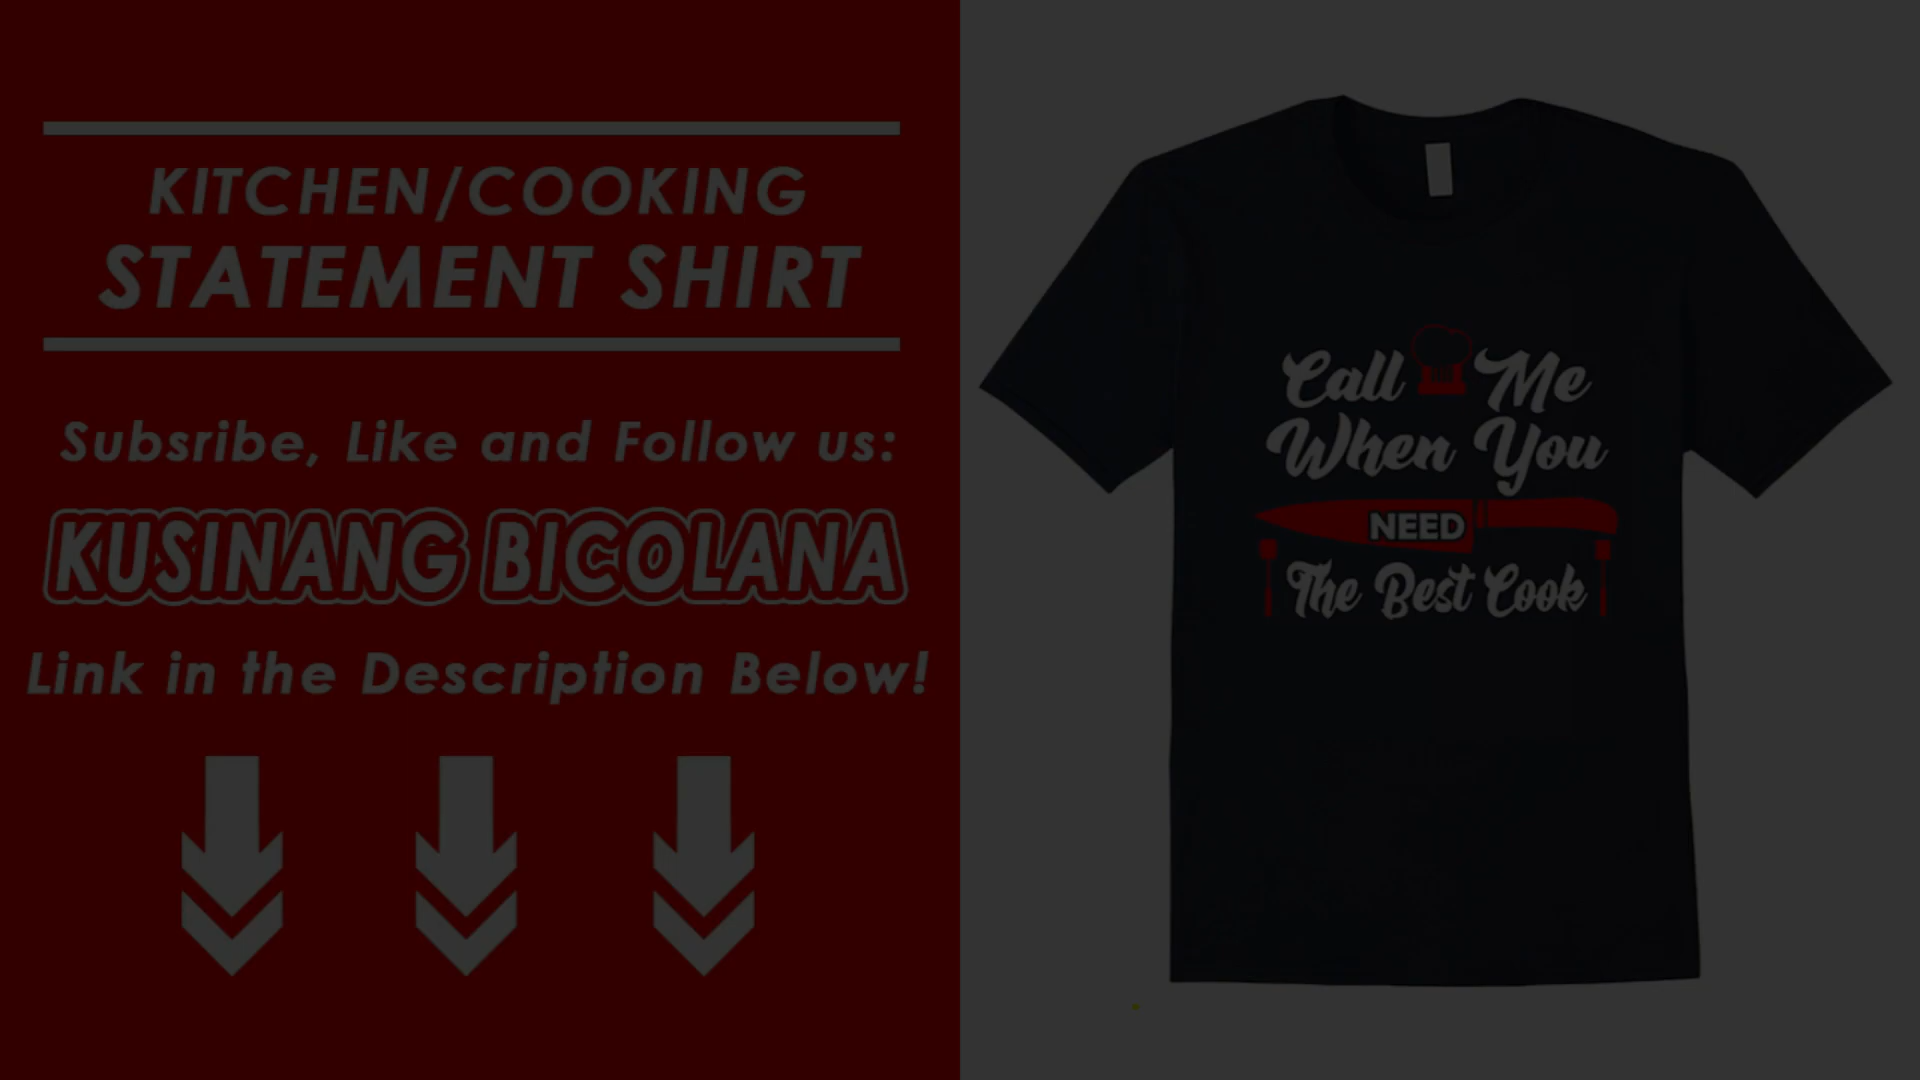 KITCHEN/COOKING
STATEMENT SHIRT
Subsribe, Like and Follow us:
KUSINANG BICOLANA
Link in the Description Below!
Call Me
When You
NEED
The Best Cook